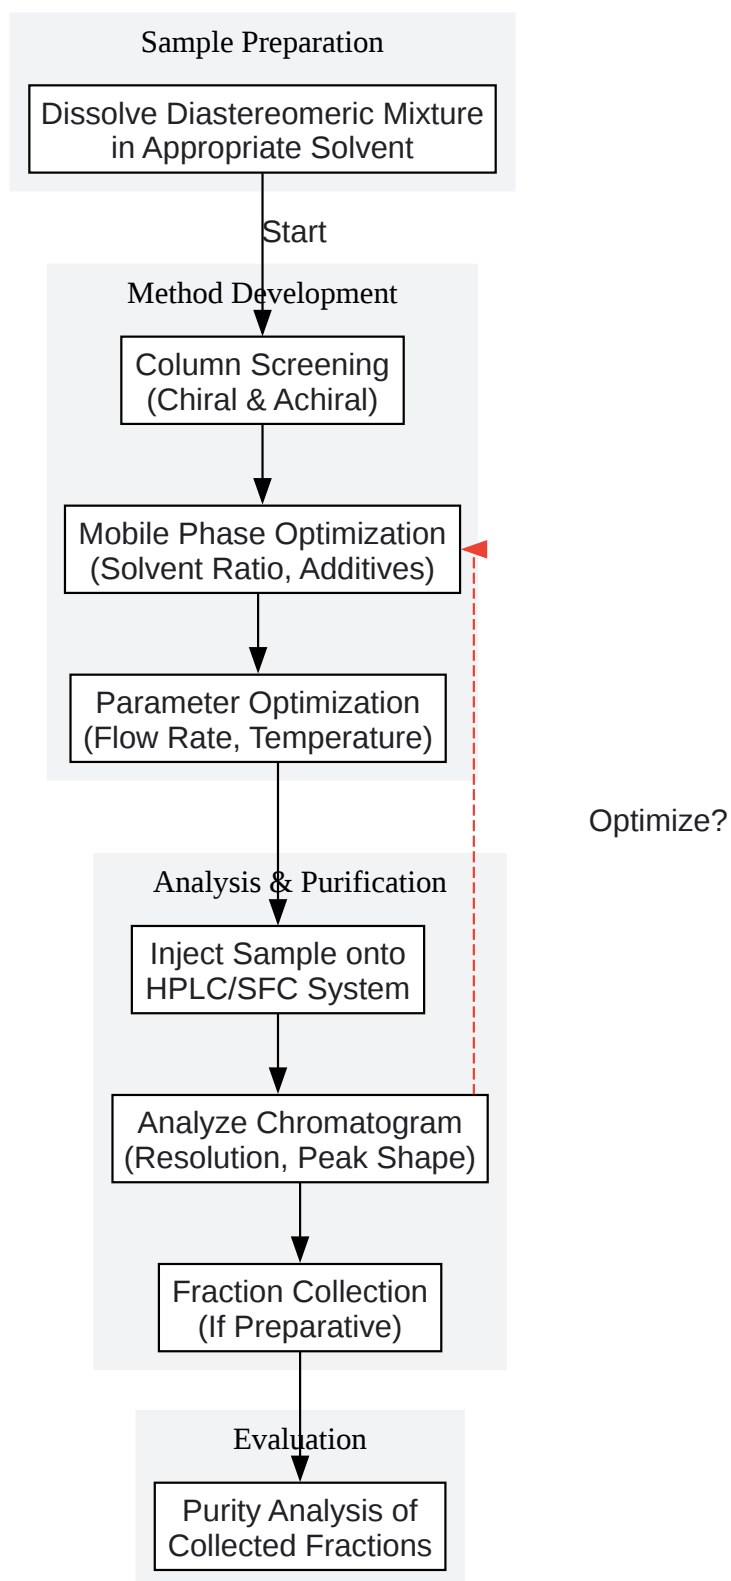 Sample Preparation
Dissolve Diastereomeric Mixture
in Appropriate Solvent
Start
Method Development
Column Screening
(Chiral & Achiral)
Mobile Phase Optimization
(Solvent Ratio, Additives)
Parameter Optimization
(Flow Rate, Temperature)
Optimize?
Analysis & Purification
Inject Sample onto
HPLC/SFC System
Analyze Chromatogram
(Resolution, Peak Shape)
Fraction Collection
(If Preparative)
Evaluation
Purity Analysis of
Collected Fractions